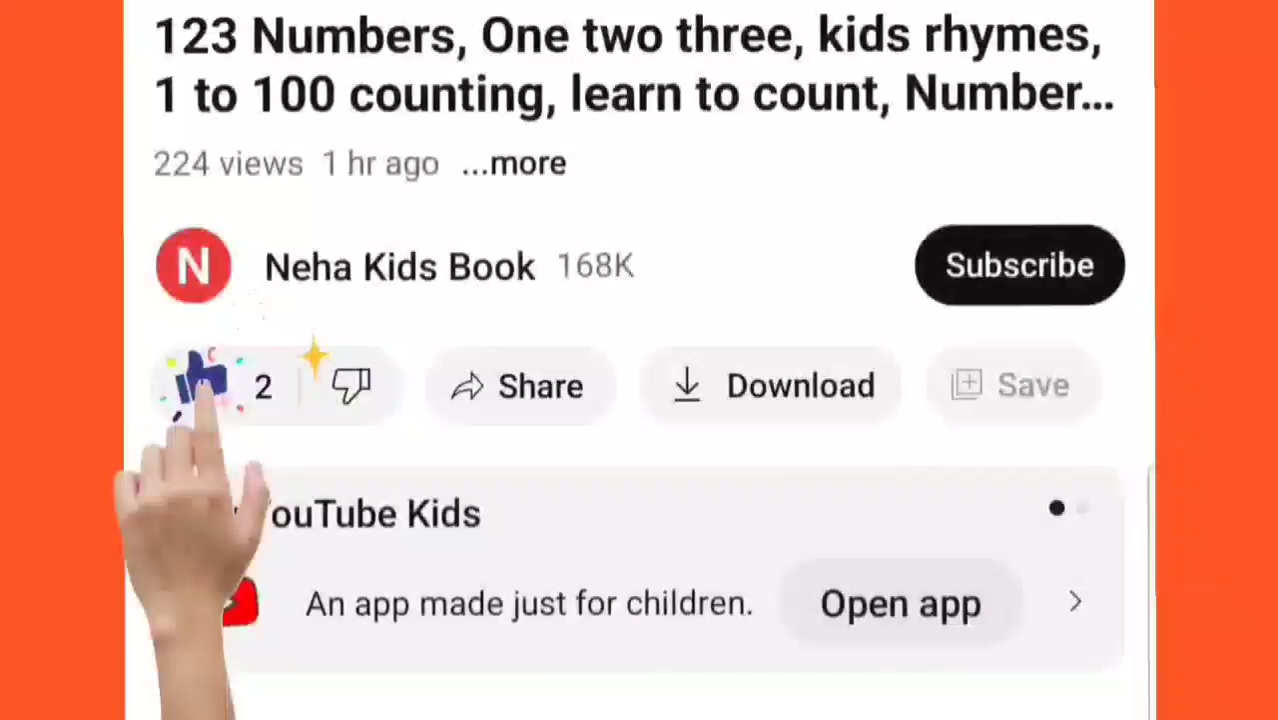 123 Numbers, One two three, kids rhymes,
1 to 100 counting, learn to count, Number...
224 views 1 hr ago ...more
N Neha Kids Book 168K Subscribe
2 Share Download Save
ouTube Kids
An app made just for children. Open app